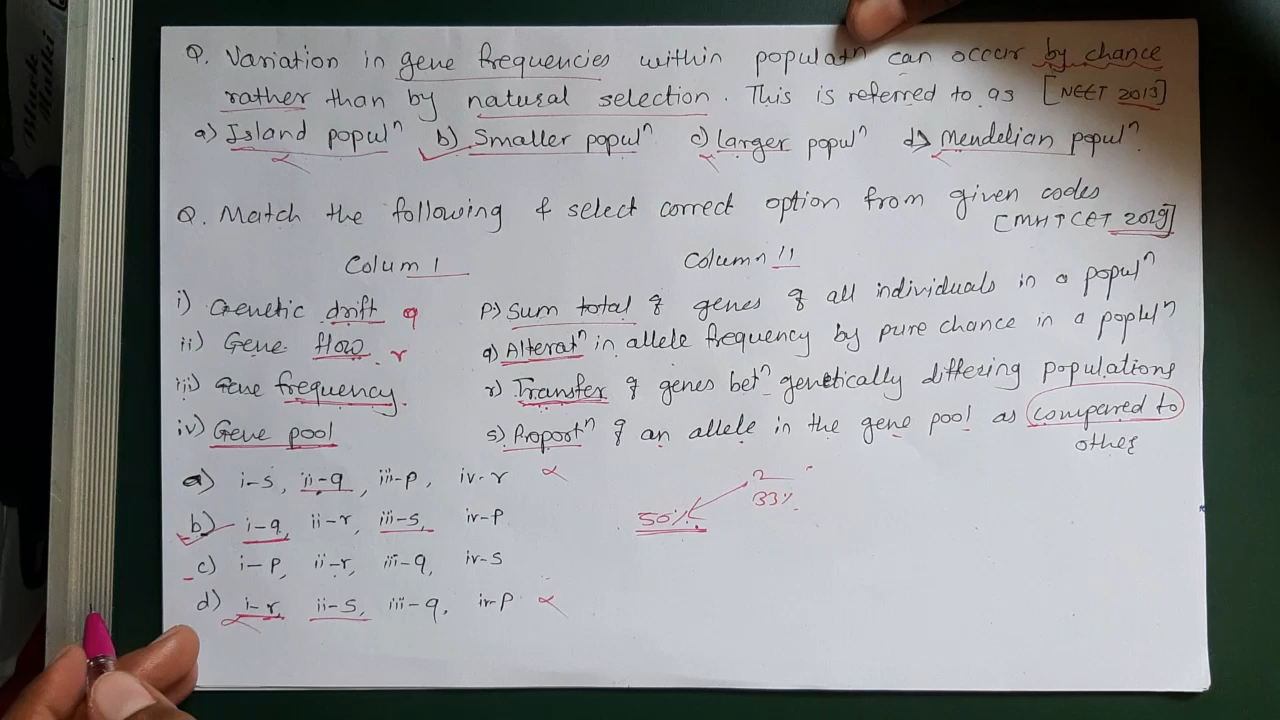 Q. Variation in gene frequencies within populatn can occur by chance
rather than by natural selection. This is referred to as [NEET 2013]
a) Island populn b) Smaller populn c) larger populn d) Mendelian populn.
Q. Match the following & select correct option from given codes
[MHTCET 2019]
Colum I Column II
i) Genetic drift q p) Sum total of genes of all individuals in a populn
ii) Gene flow r q) Alteratn in allele frequency by pure chance in a poplun
iii) Gene frequency. r) Transfer of genes betn genetically differing populations
iv) Gene pool s) Proportn of an allele in the gene pool as compared to
other
a) i-s, ii-q, iii-p, iv-r
b) i-q, ii-r, iii-s, iv-p
c) i-p, ii-r, iii-q, iv-s
d) i-r, ii-s, iii-q, iv-p
2
33%
50%